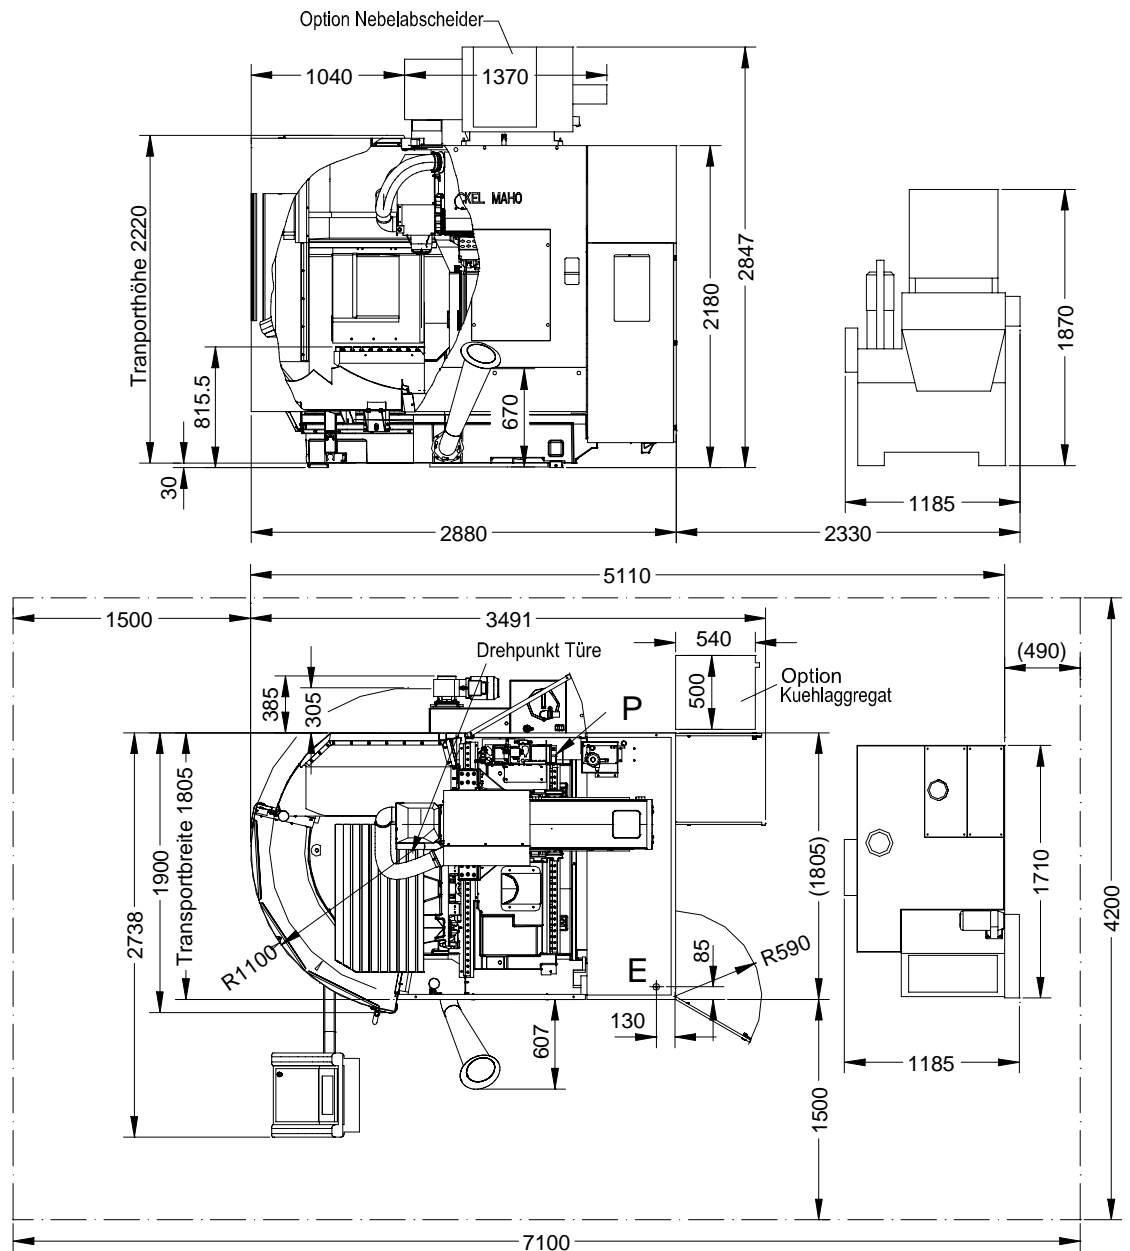 Option Nebelabscheider
1040
1370
CKEL MAHO
Tranporthöhe 2220
815.5
30
670
2180
2847
1870
2880
1185
2330
5110
1500
3491
540
(490)
Drehpunkt Türe
Option
Kuehlaggregat
500
385
305
P
Transportbreite 1805
1900
2738
R1100
(1805)
1710
4200
E
85
R590
130
607
1185
1500
7100